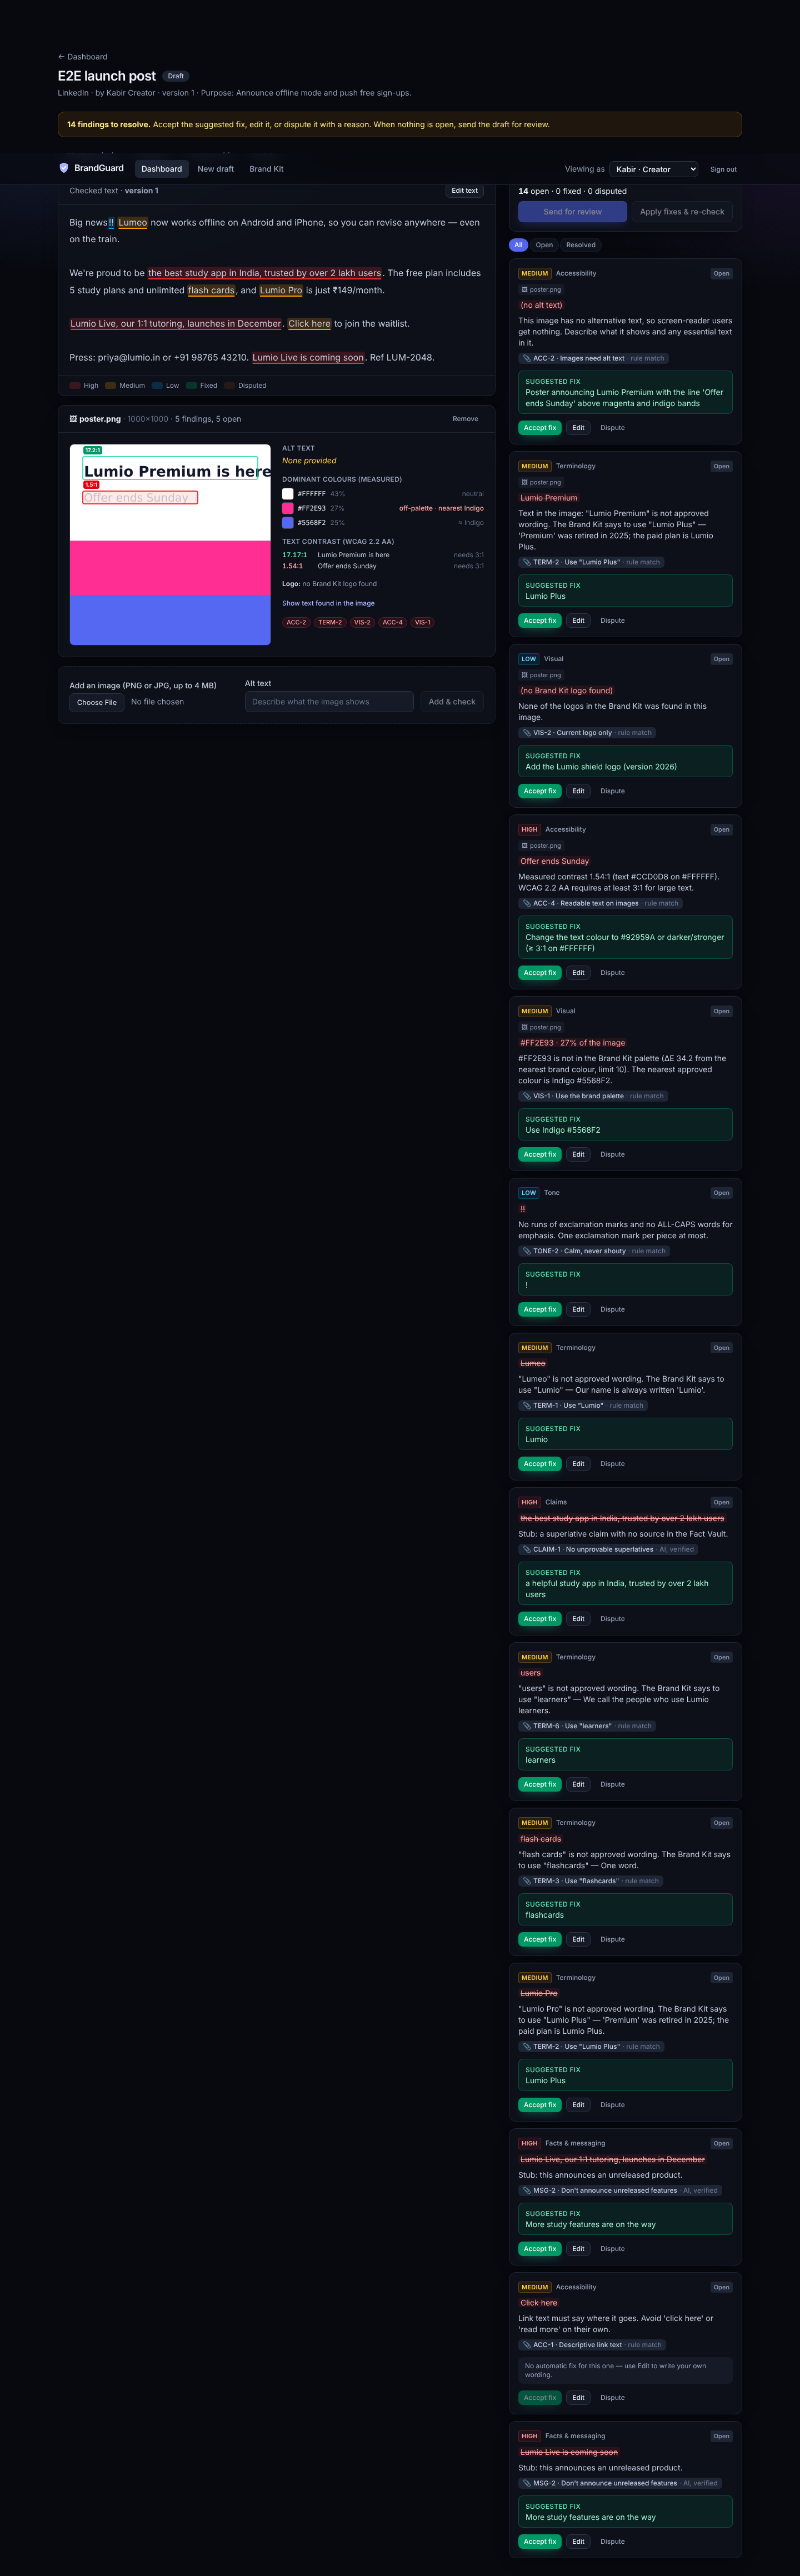 ← Dashboard
E2E launch post Draft
LinkedIn · by Kabir Creator · version 1 · Purpose: Announce offline mode and push free sign-ups.
14 findings to resolve. Accept the suggested fix, edit it, or dispute it with a reason. When nothing is open, send the draft for review.
BrandGuard Dashboard New draft Brand Kit Viewing as Kabir · Creator Sign out
Checked text · version 1 Edit text
Big news!! Lumeo now works offline on Android and iPhone, so you can revise anywhere — even
on the train.
We're proud to be the best study app in India, trusted by over 2 lakh users. The free plan includes
5 study plans and unlimited flash cards, and Lumio Pro is just ₹149/month.
Lumio Live, our 1:1 tutoring, launches in December. Click here to join the waitlist.
Press: priya@lumio.in or +91 98765 43210. Lumio Live is coming soon. Ref LUM-2048.
High Medium Low Fixed Disputed
poster.png · 1000×1000 · 5 findings, 5 open Remove
17.2:1
Lumio Premium is here
1.5:1
Offer ends Sunday
ALT TEXT
None provided
DOMINANT COLOURS (MEASURED)
#FFFFFF 43% neutral
#FF2E93 27% off-palette · nearest Indigo
#5568F2 25% = Indigo
TEXT CONTRAST (WCAG 2.2 AA)
17.17:1 Lumio Premium is here needs 3:1
1.54:1 Offer ends Sunday needs 3:1
Logo: no Brand Kit logo found
Show text found in the image
ACC-2 TERM-2 VIS-2 ACC-4 VIS-1
Add an image (PNG or JPG, up to 4 MB) Alt text
Choose File No file chosen Describe what the image shows Add & check
14 open · 0 fixed · 0 disputed
Send for review Apply fixes & re-check
All Open Resolved
MEDIUM Accessibility Open
poster.png
(no alt text)
This image has no alternative text, so screen-reader users
get nothing. Describe what it shows and any essential text
in it.
ACC-2 · Images need alt text · rule match
SUGGESTED FIX
Poster announcing Lumio Premium with the line 'Offer
ends Sunday' above magenta and indigo bands
Accept fix Edit Dispute
MEDIUM Terminology Open
poster.png
Lumio Premium
Text in the image: "Lumio Premium" is not approved
wording. The Brand Kit says to use "Lumio Plus" —
'Premium' was retired in 2025; the paid plan is Lumio
Plus.
TERM-2 · Use "Lumio Plus" · rule match
SUGGESTED FIX
Lumio Plus
Accept fix Edit Dispute
LOW Visual Open
poster.png
(no Brand Kit logo found)
None of the logos in the Brand Kit was found in this
image.
VIS-2 · Current logo only · rule match
SUGGESTED FIX
Add the Lumio shield logo (version 2026)
Accept fix Edit Dispute
HIGH Accessibility Open
poster.png
Offer ends Sunday
Measured contrast 1.54:1 (text #CCD0D8 on #FFFFFF).
WCAG 2.2 AA requires at least 3:1 for large text.
ACC-4 · Readable text on images · rule match
SUGGESTED FIX
Change the text colour to #92959A or darker/stronger
(≥ 3:1 on #FFFFFF)
Accept fix Edit Dispute
MEDIUM Visual Open
poster.png
#FF2E93 · 27% of the image
#FF2E93 is not in the Brand Kit palette (ΔE 34.2 from the
nearest brand colour, limit 10). The nearest approved
colour is Indigo #5568F2.
VIS-1 · Use the brand palette · rule match
SUGGESTED FIX
Use Indigo #5568F2
Accept fix Edit Dispute
LOW Tone Open
!!
No runs of exclamation marks and no ALL-CAPS words for
emphasis. One exclamation mark per piece at most.
TONE-2 · Calm, never shouty · rule match
SUGGESTED FIX
!
Accept fix Edit Dispute
MEDIUM Terminology Open
Lumeo
"Lumeo" is not approved wording. The Brand Kit says to
use "Lumio" — Our name is always written 'Lumio'.
TERM-1 · Use "Lumio" · rule match
SUGGESTED FIX
Lumio
Accept fix Edit Dispute
HIGH Claims Open
the best study app in India, trusted by over 2 lakh users
Stub: a superlative claim with no source in the Fact Vault.
CLAIM-1 · No unprovable superlatives · AI, verified
SUGGESTED FIX
a helpful study app in India, trusted by over 2 lakh
users
Accept fix Edit Dispute
MEDIUM Terminology Open
users
"users" is not approved wording. The Brand Kit says to
use "learners" — We call the people who use Lumio
learners.
TERM-6 · Use "learners" · rule match
SUGGESTED FIX
learners
Accept fix Edit Dispute
MEDIUM Terminology Open
flash cards
"flash cards" is not approved wording. The Brand Kit says
to use "flashcards" — One word.
TERM-3 · Use "flashcards" · rule match
SUGGESTED FIX
flashcards
Accept fix Edit Dispute
MEDIUM Terminology Open
Lumio Pro
"Lumio Pro" is not approved wording. The Brand Kit says
to use "Lumio Plus" — 'Premium' was retired in 2025; the
paid plan is Lumio Plus.
TERM-2 · Use "Lumio Plus" · rule match
SUGGESTED FIX
Lumio Plus
Accept fix Edit Dispute
HIGH Facts & messaging Open
Lumio Live, our 1:1 tutoring, launches in December
Stub: this announces an unreleased product.
MSG-2 · Don't announce unreleased features · AI, verified
SUGGESTED FIX
More study features are on the way
Accept fix Edit Dispute
MEDIUM Accessibility Open
Click here
Link text must say where it goes. Avoid 'click here' or
'read more' on their own.
ACC-1 · Descriptive link text · rule match
No automatic fix for this one — use Edit to write your own
wording.
Accept fix Edit Dispute
HIGH Facts & messaging Open
Lumio Live is coming soon
Stub: this announces an unreleased product.
MSG-2 · Don't announce unreleased features · AI, verified
SUGGESTED FIX
More study features are on the way
Accept fix Edit Dispute